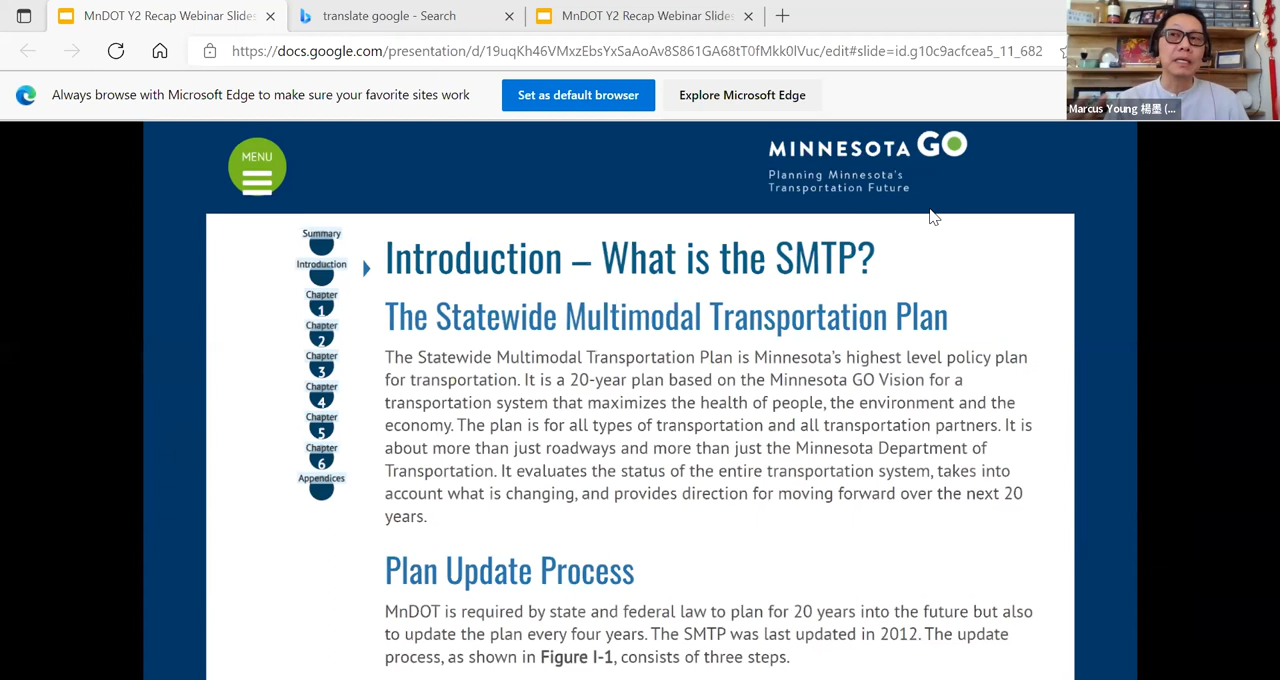 MnDOT Y2 Recap Webinar Slides
translate google - Search
MnDOT Y2 Recap Webinar Slides
https://docs.google.com/presentation/d/19uqKh46VMxzEbsYxSaAoAv8S861GA68tT0fMkk0lVuc/edit#slide=id.g10c9acfcea5_11_682
Always browse with Microsoft Edge to make sure your favorite sites work
Set as default browser
Explore Microsoft Edge
Marcus Young 楊墨 (...
MENU
MINNESOTA GO
Planning Minnesota's
Transportation Future
Summary
Introduction
Chapter
1
Chapter
2
Chapter
3
Chapter
4
Chapter
5
Chapter
6
Appendices
Introduction – What is the SMTP?
The Statewide Multimodal Transportation Plan
The Statewide Multimodal Transportation Plan is Minnesota's highest level policy plan
for transportation. It is a 20-year plan based on the Minnesota GO Vision for a
transportation system that maximizes the health of people, the environment and the
economy. The plan is for all types of transportation and all transportation partners. It is
about more than just roadways and more than just the Minnesota Department of
Transportation. It evaluates the status of the entire transportation system, takes into
account what is changing, and provides direction for moving forward over the next 20
years.
Plan Update Process
MnDOT is required by state and federal law to plan for 20 years into the future but also
to update the plan every four years. The SMTP was last updated in 2012. The update
process, as shown in Figure I-1, consists of three steps.